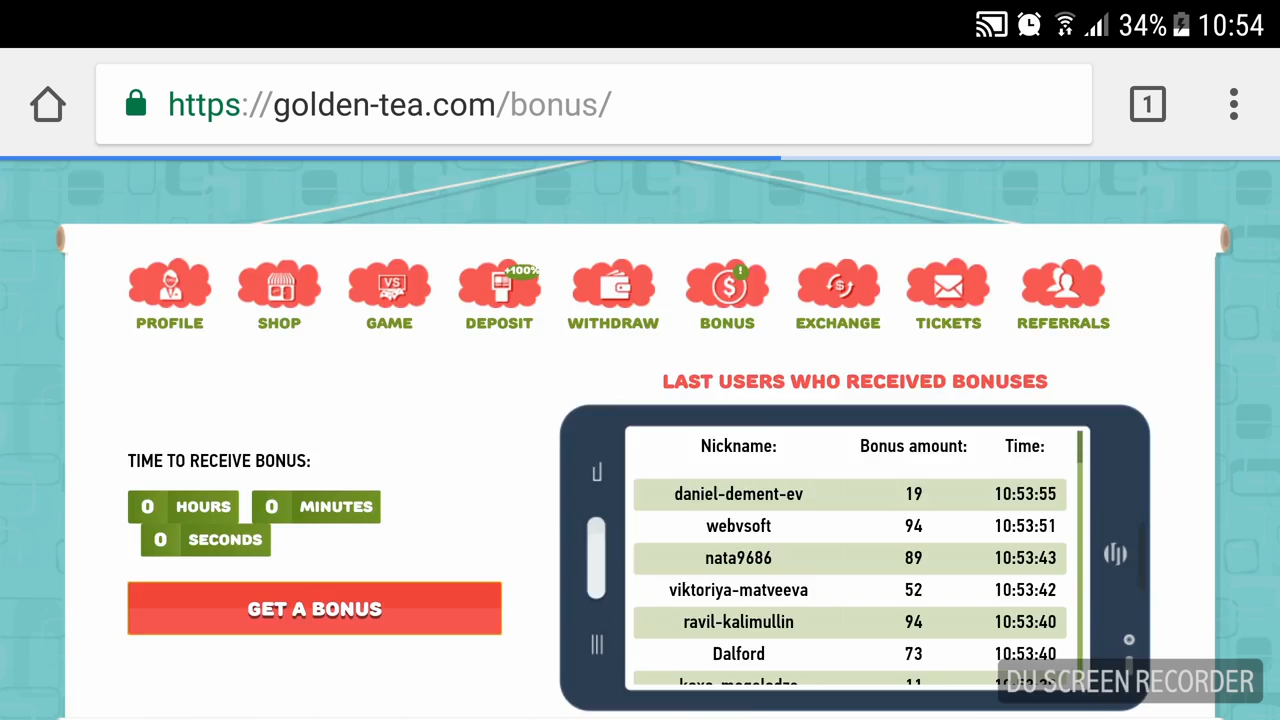 34% 10:54
https://golden-tea.com/bonus/
1
VS
+100%
!
$
$
PROFILE SHOP GAME DEPOSIT WITHDRAW BONUS EXCHANGE TICKETS REFERRALS
LAST USERS WHO RECEIVED BONUSES
TIME TO RECEIVE BONUS:
0 HOURS 0 MINUTES
0 SECONDS
GET A BONUS
Nickname: Bonus amount: Time:
daniel-dement-ev 19 10:53:55
webvsoft 94 10:53:51
nata9686 89 10:53:43
viktoriya-matveeva 52 10:53:42
ravil-kalimullin 94 10:53:40
Dalford 73 10:53:40
DU SCREEN RECORDER